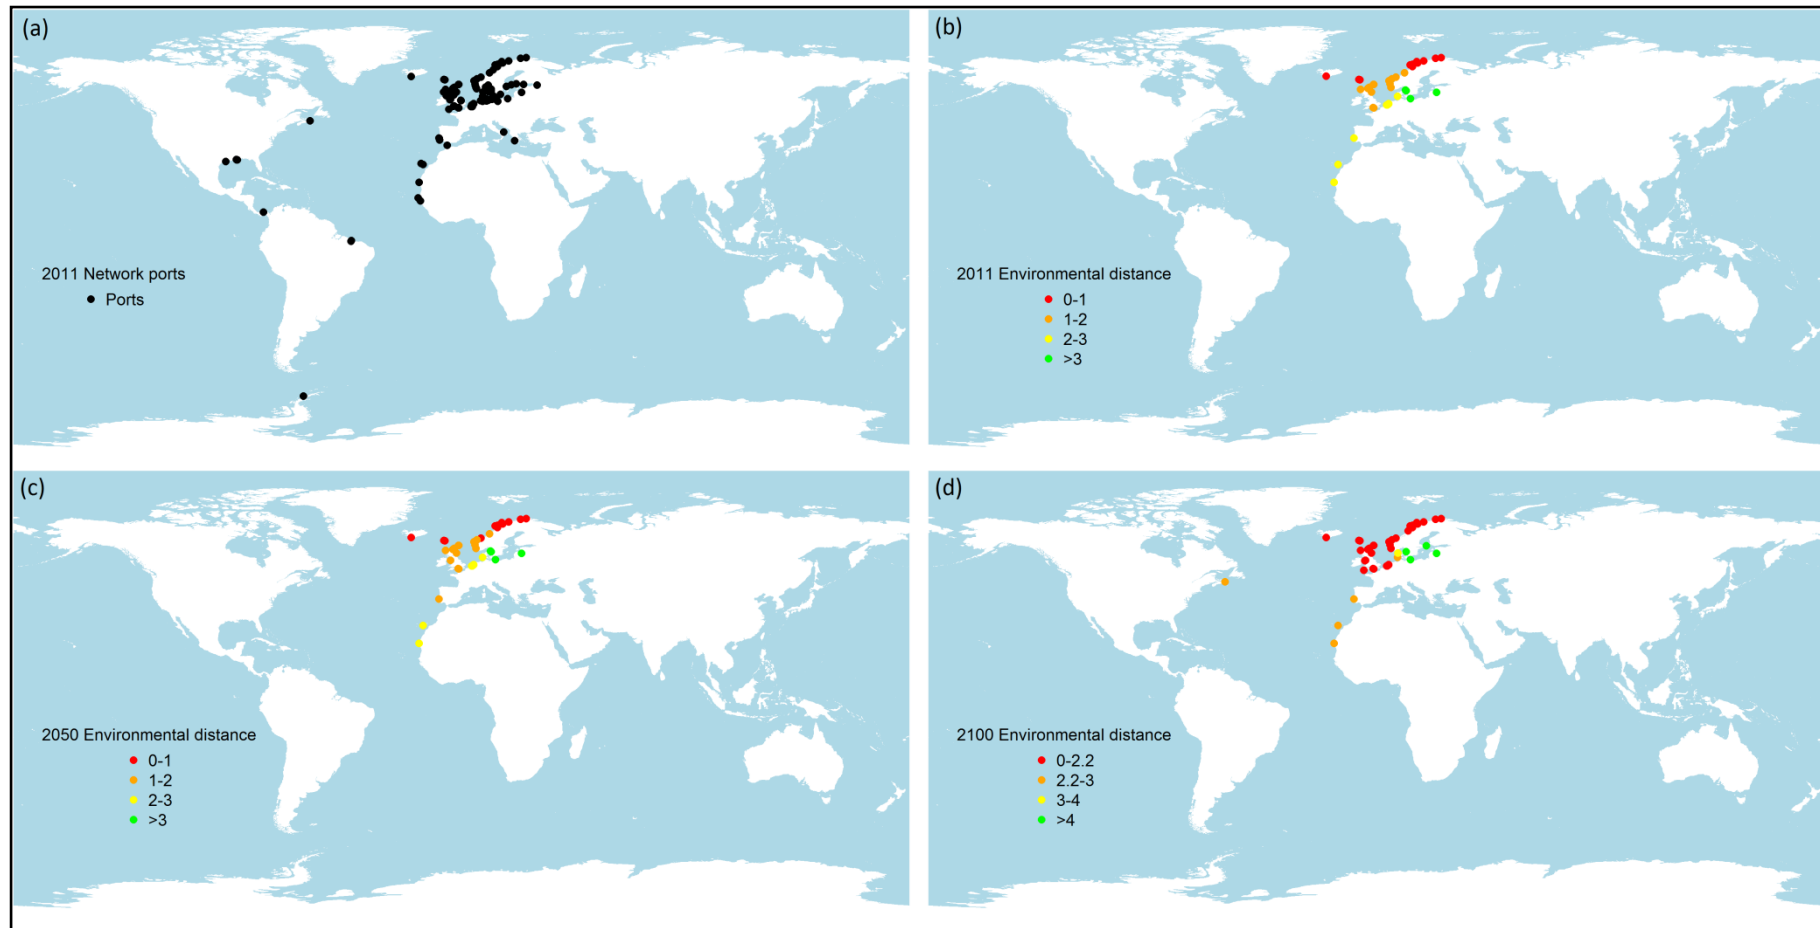 (a)
2011 Network ports
Ports
(b)
2011 Environmental distance
0-1
1-2
2-3
>3
(c)
2050 Environmental distance
0-1
1-2
2-3
>3
(d)
2100 Environmental distance
0-2.2
2.2-3
3-4
>4